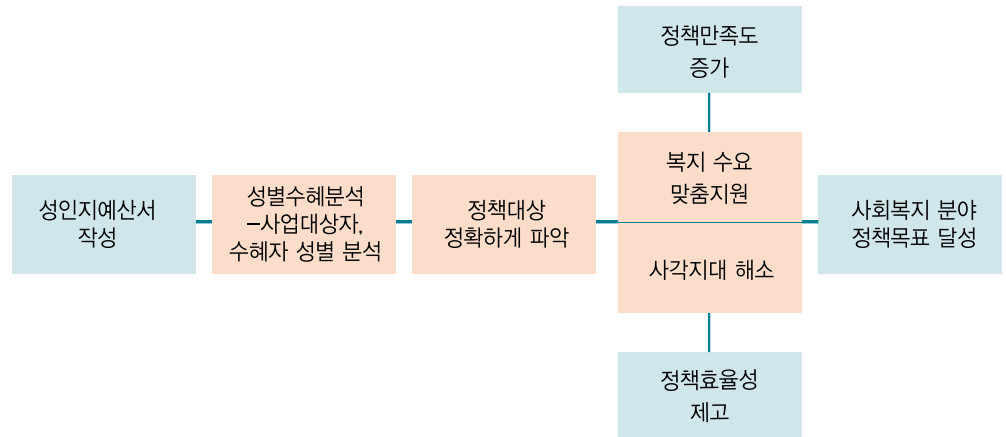 정책만족도
증가
복지 수요
맞춤지원
성인지예산서
작성
성별수혜분석
–사업대상자,
수혜자 성별 분석
정책대상
정확하게 파악
사회복지 분야
정책목표 달성
사각지대 해소
정책효율성
제고